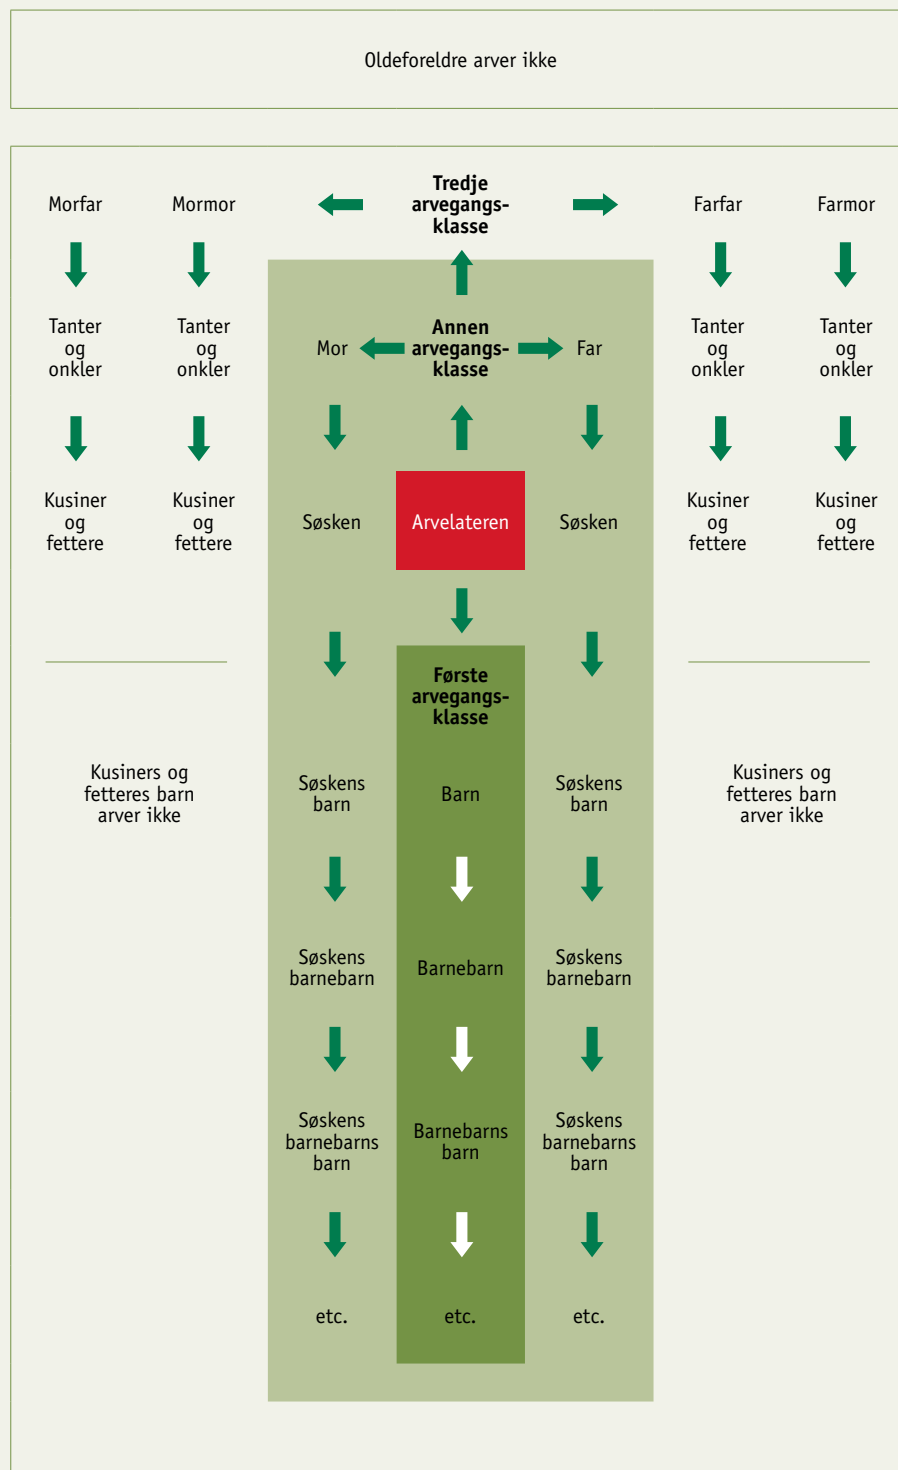 Oldeforeldre arver ikke
Morfar
Mormor
Tredje
arvegangs-
klasse
Farfar
Farmor
Tanter
og
onkler
Tanter
og
onkler
Mor
Annen
arvegangs-
klasse
Far
Tanter
og
onkler
Tanter
og
onkler
Kusiner
og
fettere
Kusiner
og
fettere
Søsken
Arvelateren
Søsken
Kusiner
og
fettere
Kusiner
og
fettere
Første
arvegangs-
klasse
Kusiners og
fetteres barn
arver ikke
Søskens
barn
Barn
Søskens
barn
Kusiners og
fetteres barn
arver ikke
Søskens
barnebarn
Barnebarn
Søskens
barnebarn
Søskens
barnebarns
barn
Barnebarns
barn
Søskens
barnebarns
barn
etc.
etc.
etc.